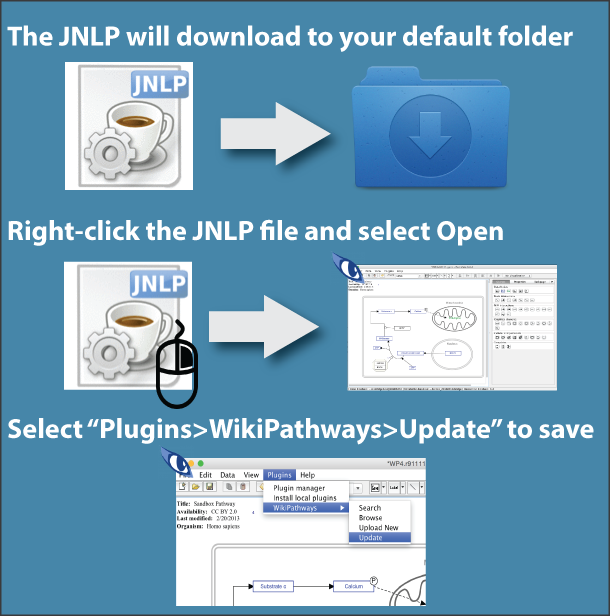 The JNLP will download to your default folder
JNLP
Right-click the JNLP file and select Open
JNLP
Select “Plugins>WikiPathways>Update” to save
*WP4.r91111
Edit Data View Plugins Help
Plugin manager
Install local plugins
WikiPathways
Search
Browse
Upload New
Update
Title: Sandbox Pathway
Availability: CC BY 2.0
Last modified: 2/20/2013
Organism: Homo sapiens
Label
Substrate q
Calcium
P